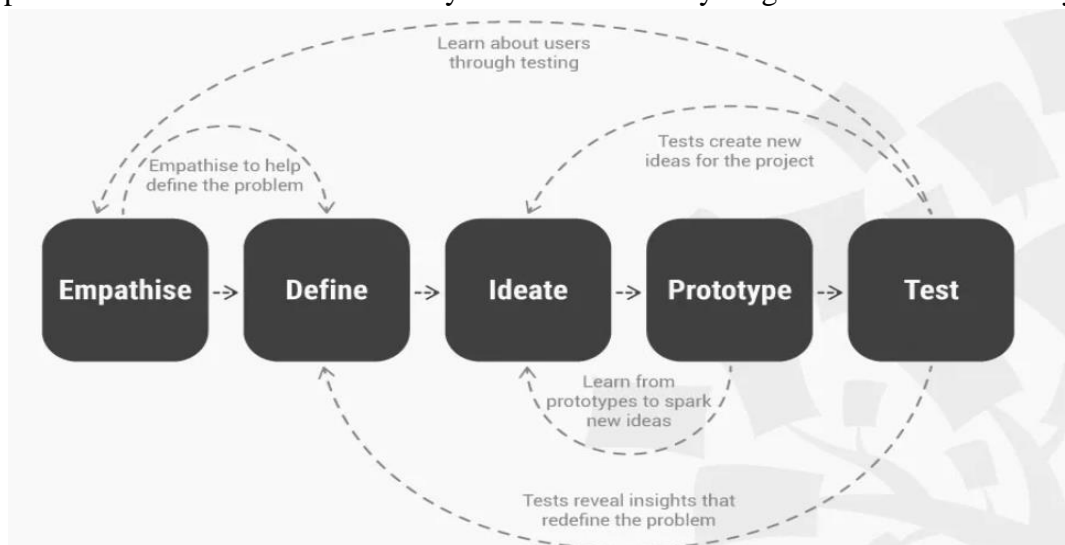 Learn about users
through testing
Tests create new
ideas for the project
Empathise to help
define the problem
Empathise
Define
Ideate
Prototype
Test
Learn from
prototypes to spark
new ideas
Tests reveal insights that
redefine the problem